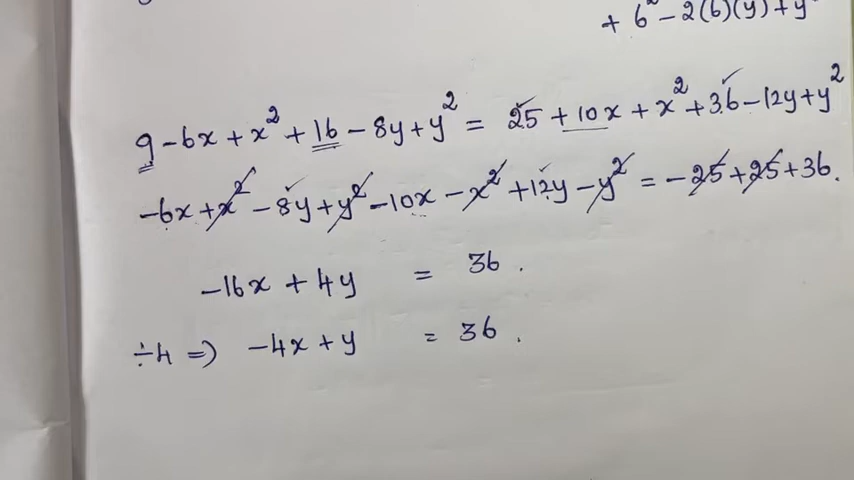 + 6² - 2(6)(y) + y
9 - 6x + x² + 16 - 8y + y² = 25 + 10x + x² + 36 - 12y + y²
-6x + x² - 8y + y² - 10x - x² + 12y - y² = -25 + 25 + 36.
-16x + 4y = 36.
÷4 => -4x + y = 36.